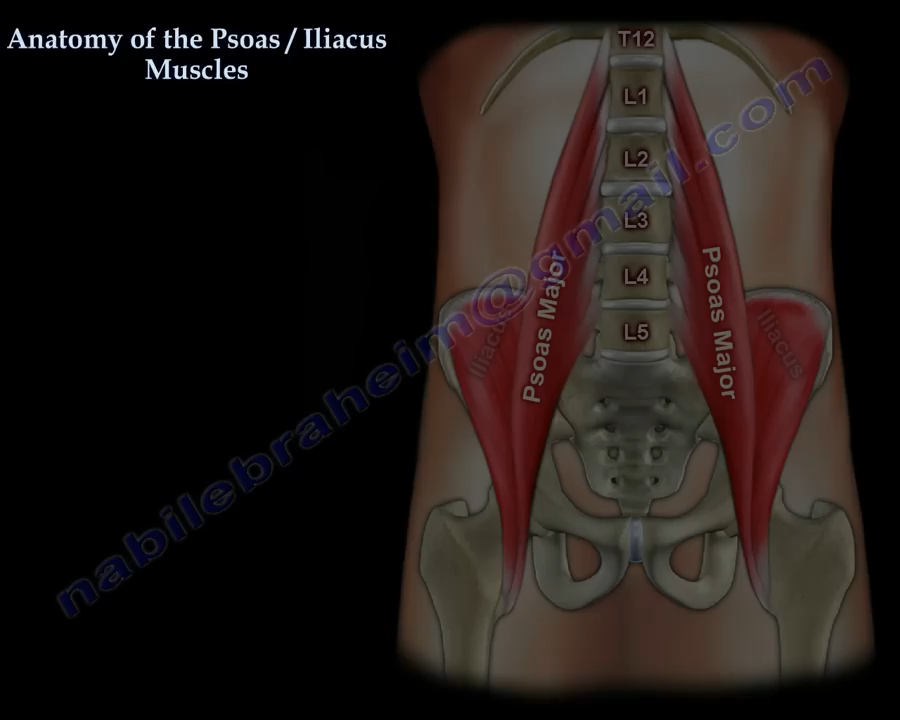 Anatomy of the Psoas / Iliacus
Muscles
T12
L1
L2
L3
L4
L5
Psoas Major
Psoas Major
Iliacus
Iliacus
nabilebraheim@gmail.com